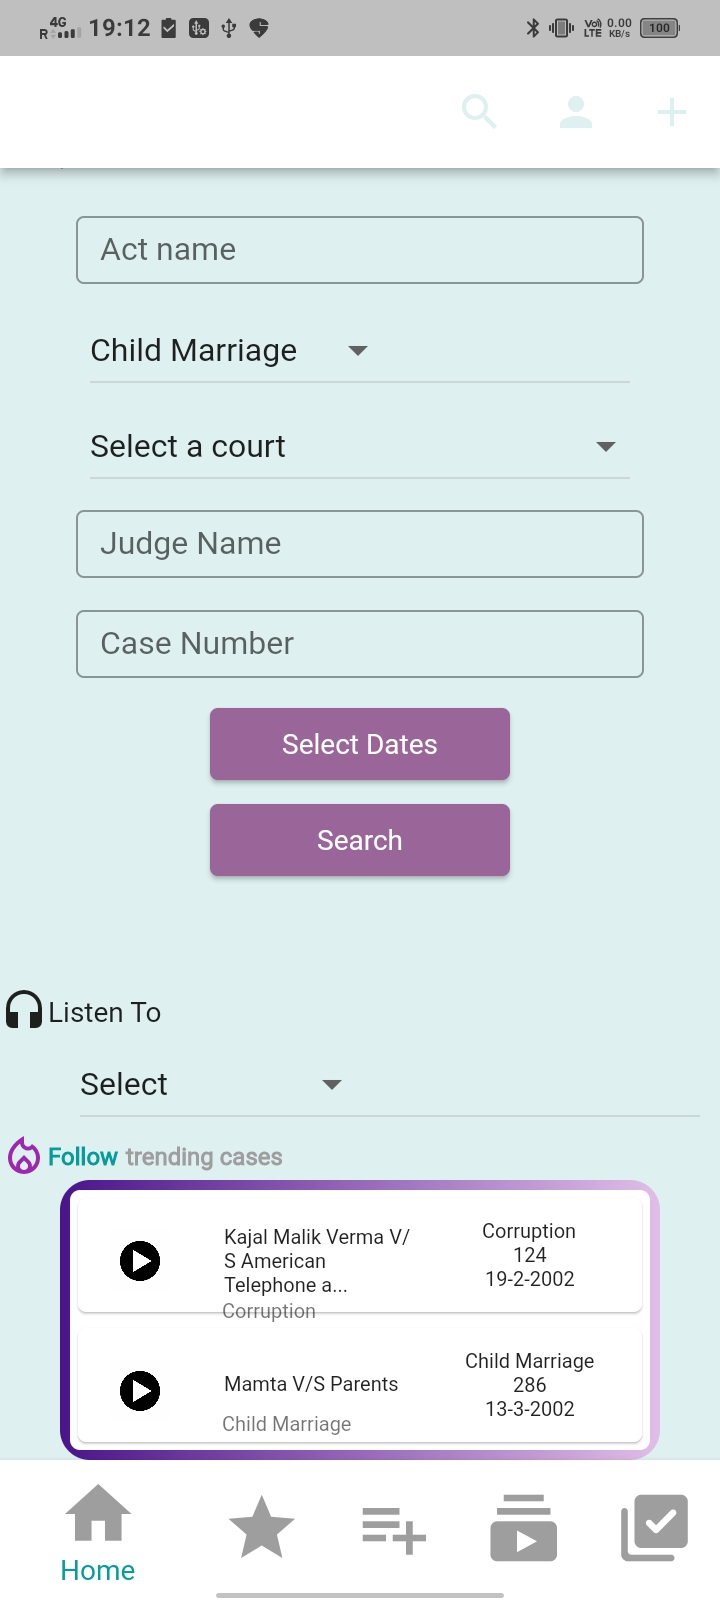 4G
R
19:12
Vo)
LTE
0.00
KB/s
100
Act name
Child Marriage
Select a court
Judge Name
Case Number
Select Dates
Search
Listen To
Select
Follow trending cases
Kajal Malik Verma V/
S American
Telephone a...
Corruption
Corruption
124
19-2-2002
Mamta V/S Parents
Child Marriage
Child Marriage
286
13-3-2002
Home